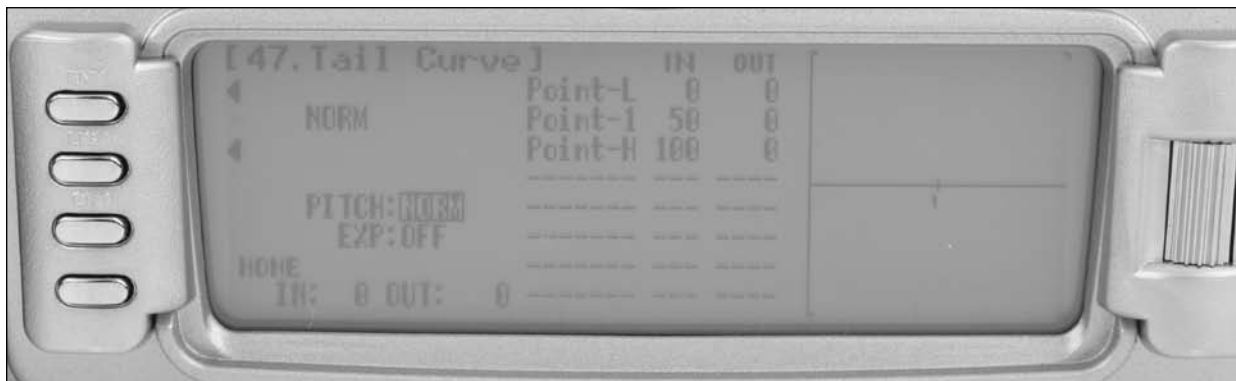 [47.Tail Curve] IN OUT
Point-L 0 0
NORM Point-1 50 0
Point-H 100 0
------- --- ----
PITCH:NORM ------- --- ----
EXP:OFF ------- --- ----
NONE ------- --- ----
IN: 0 OUT: 0 ------- --- ----